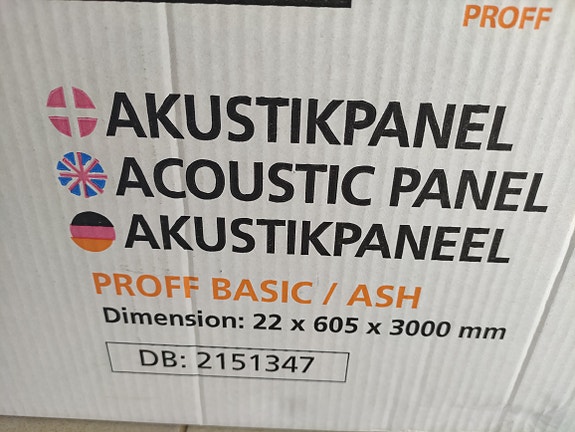 PROFF
AKUSTIKPANEL
ACOUSTIC PANEL
AKUSTIKPANEEL
PROFF BASIC / ASH
Dimension: 22 x 605 x 3000 mm
DB: 2151347